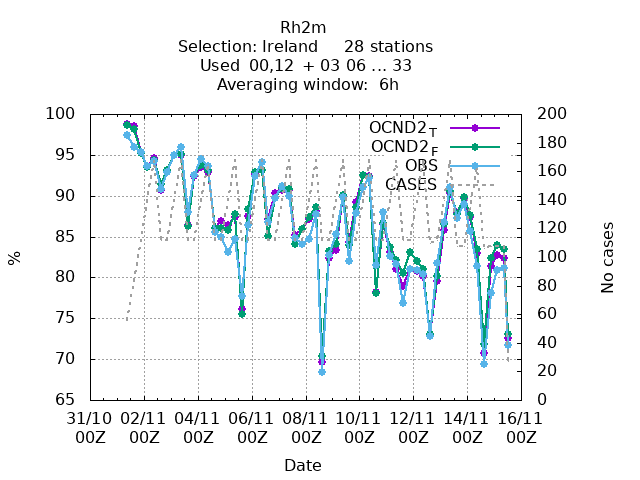 Rh2m
Selection: Ireland 28 stations
Used 00,12 + 03 06 ... 33
Averaging window: 6h
100 95 90 85 80 75 70 65
%
200 180 160 140 120 100 80 60 40 20 0
No cases
OCND2T
OCND2F
OBS
CASES
31/10 02/11 04/11 06/11 08/11 10/11 12/11 14/11 16/11
00Z 00Z 00Z 00Z 00Z 00Z 00Z 00Z 00Z
Date